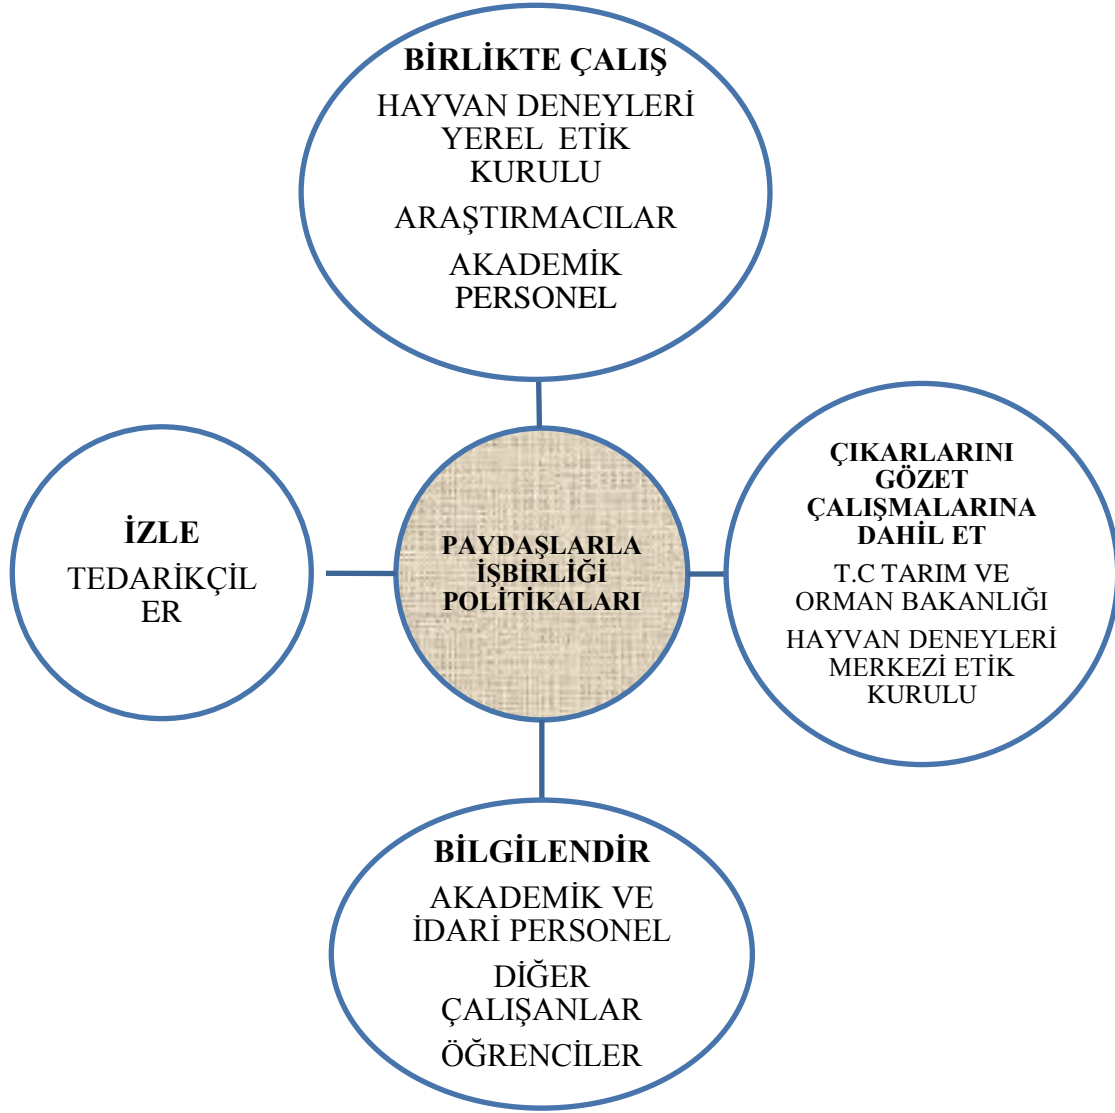 BİRLİKTE ÇALIŞ
HAYVAN DENEYLERİ
YEREL ETİK
KURULU
ARAŞTIRMACILAR
AKADEMİK
PERSONEL
İZLE
TEDARİKÇİL
ER
PAYDAŞLARLA
İŞBİRLİĞİ
POLİTİKALARI
ÇIKARLARINI
GÖZET
ÇALIŞMALARINA
DAHİL ET
T.C TARIM VE
ORMAN BAKANLIĞI
HAYVAN DENEYLERİ
MERKEZİ ETİK
KURULU
BİLGİLENDİR
AKADEMİK VE
İDARİ PERSONEL
DİĞER
ÇALIŞANLAR
ÖĞRENCİLER